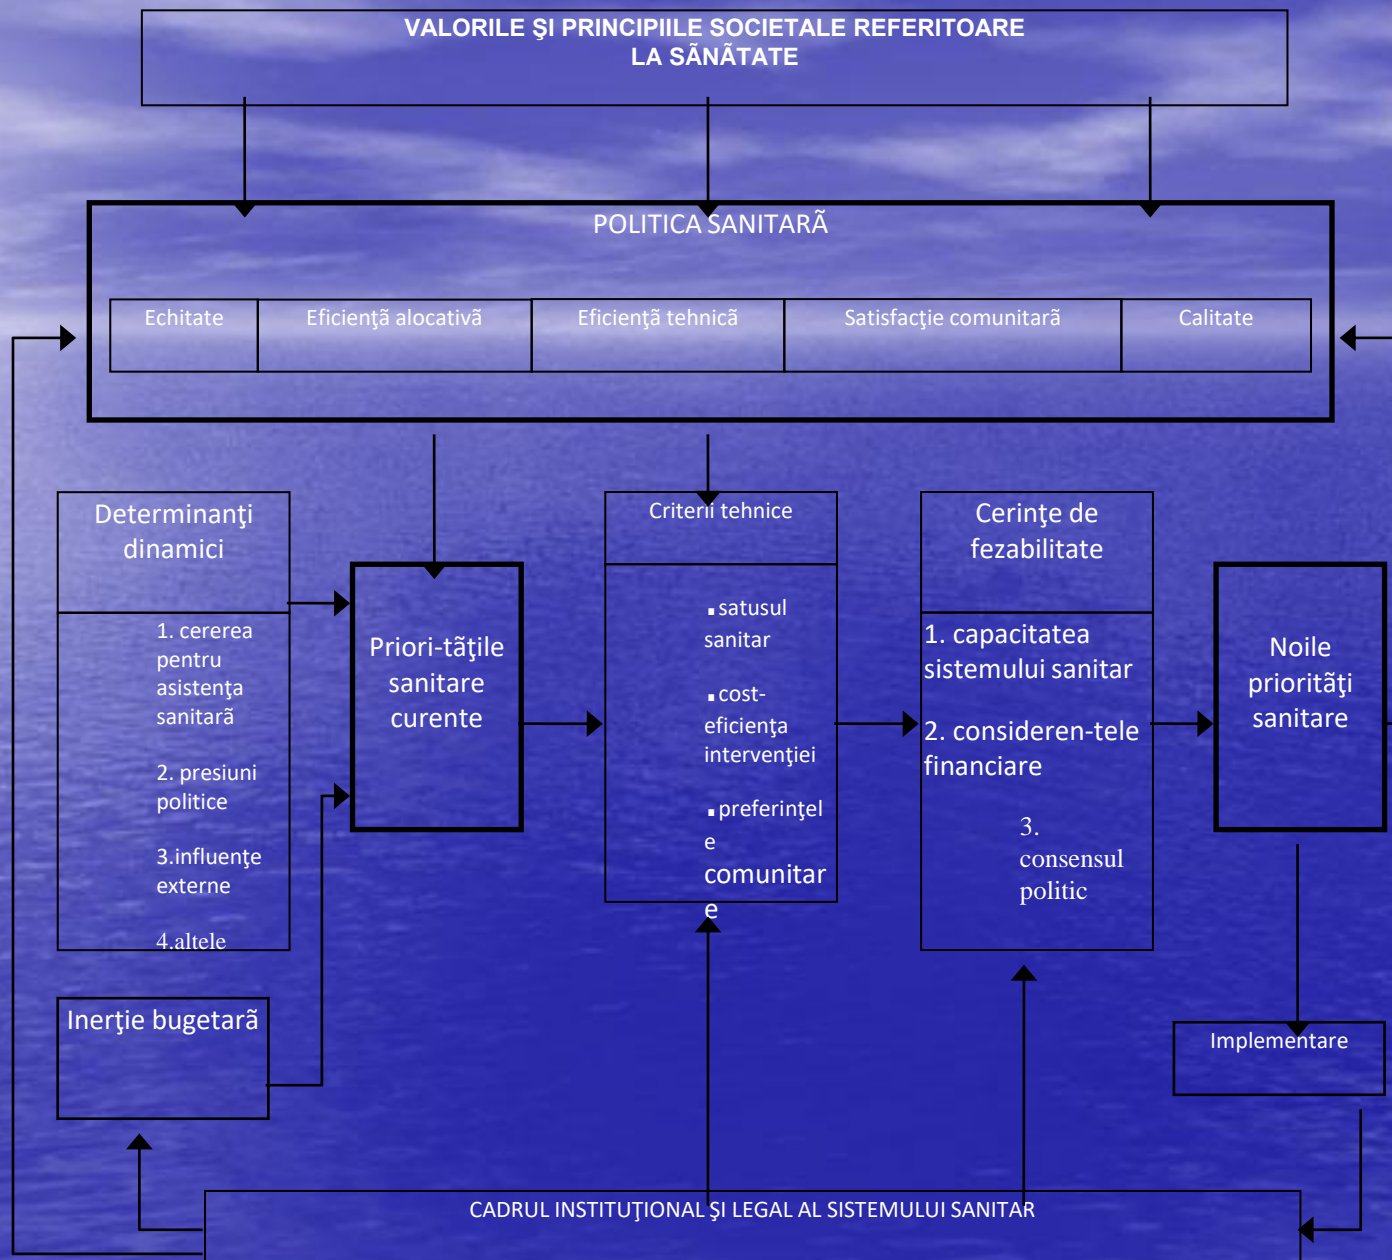 VALORILE ŞI PRINCIPIILE SOCIETALE REFERITOARE
LA SÃNÃTATE
POLITICA SANITARÃ
Echitate
Eficienţã alocativã
Eficienţã tehnicã
Satisfacţie comunitarã
Calitate
Determinanţi
dinamici
1. cererea
pentru
asistenţa
sanitarã
2. presiuni
politice
3.influenţe
externe
4.altele
Inerţie bugetarã
Priori-tãţile
sanitare
curente
Criterii tehnice
▪satusul
sanitar
▪cost-
eficienţa
intervenţiei
▪preferinţel
e
comunitar
e
Cerinţe de
fezabilitate
1. capacitatea
sistemului sanitar
2. consideren-tele
financiare
3.
consensul
politic
Noile
prioritãţi
sanitare
Implementare
CADRUL INSTITUŢIONAL ŞI LEGAL AL SISTEMULUI SANITAR